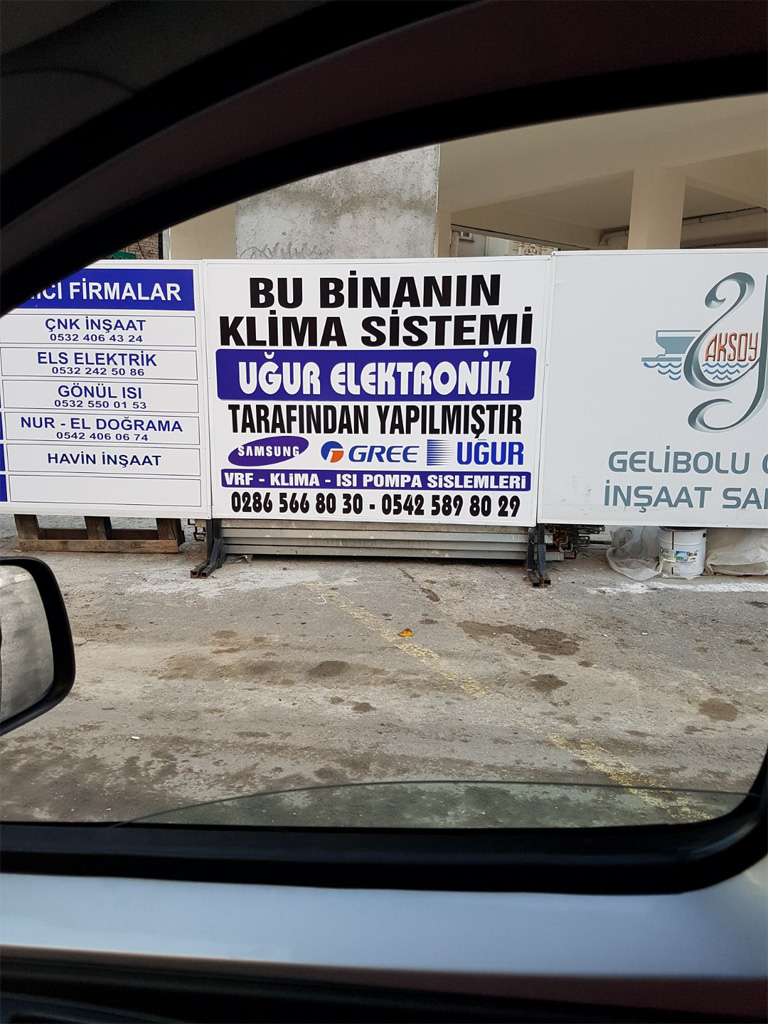 FİRMALAR
ÇNK İNŞAAT
0532 406 43 24
ELS ELEKTRİK
0532 242 50 86
GÖNÜL ISI
0532 550 01 53
NUR - EL DOĞRAMA
0542 406 06 74
HAVİN İNŞAAT
BU BİNANIN
KLİMA SİSTEMİ
UĞUR ELEKTRONİK
TARAFINDAN YAPILMIŞTIR
SAMSUNG GREE UĞUR
VRF - KLİMA - ISI POMPA SİSLEMLERİ
0286 566 80 30 - 0542 589 80 29
AKSOY
GELİBOLU
İNŞAAT